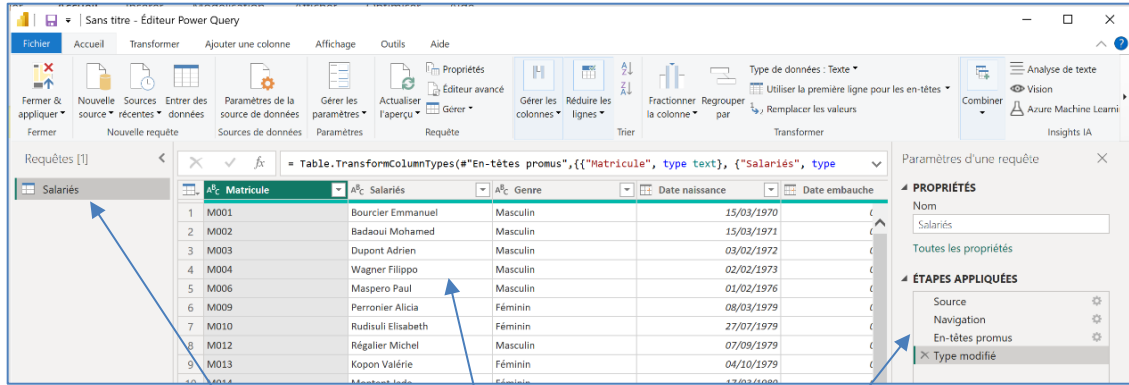 Sans titre - Éditeur Power Query
Fichier Accueil Transformer Ajouter une colonne Affichage Outils Aide
Fermer & appliquer
Nouvelle source
Sources récentes
Entrer des données
Paramètres de la source de données
Gérer les paramètres
Actualiser l'aperçu
Propriétés
Éditeur avancé
Gérer
Gérer les colonnes
Réduire les lignes
Fractionner la colonne
Regrouper par
Type de données : Texte
Utiliser la première ligne pour les en-têtes
Remplacer les valeurs
Combiner
Analyse de texte
Vision
Azure Machine Learni
Fermer Nouvelle requête Sources de données Paramètres Requête Trier Transformer Insights IA
Requêtes [1]
Salariés
fx = Table.TransformColumnTypes(#"En-têtes promus",{{"Matricule", type text}, {"Salariés", type
Matricule Salariés Genre Date naissance Date embauche
1 M001 Bourcier Emmanuel Masculin 15/03/1970
2 M002 Badaoui Mohamed Masculin 15/03/1971
3 M003 Dupont Adrien Masculin 03/02/1972
4 M004 Wagner Filippo Masculin 02/02/1973
5 M006 Maspero Paul Masculin 01/02/1976
6 M009 Perronier Alicia Féminin 08/03/1979
7 M010 Rudisuli Elisabeth Féminin 27/07/1979
8 M012 Régalier Michel Masculin 07/09/1979
9 M013 Kopon Valérie Féminin 04/10/1979
Paramètres d'une requête
PROPRIÉTÉS
Nom
Salariés
Toutes les propriétés
ÉTAPES APPLIQUÉES
Source
Navigation
En-têtes promus
Type modifié